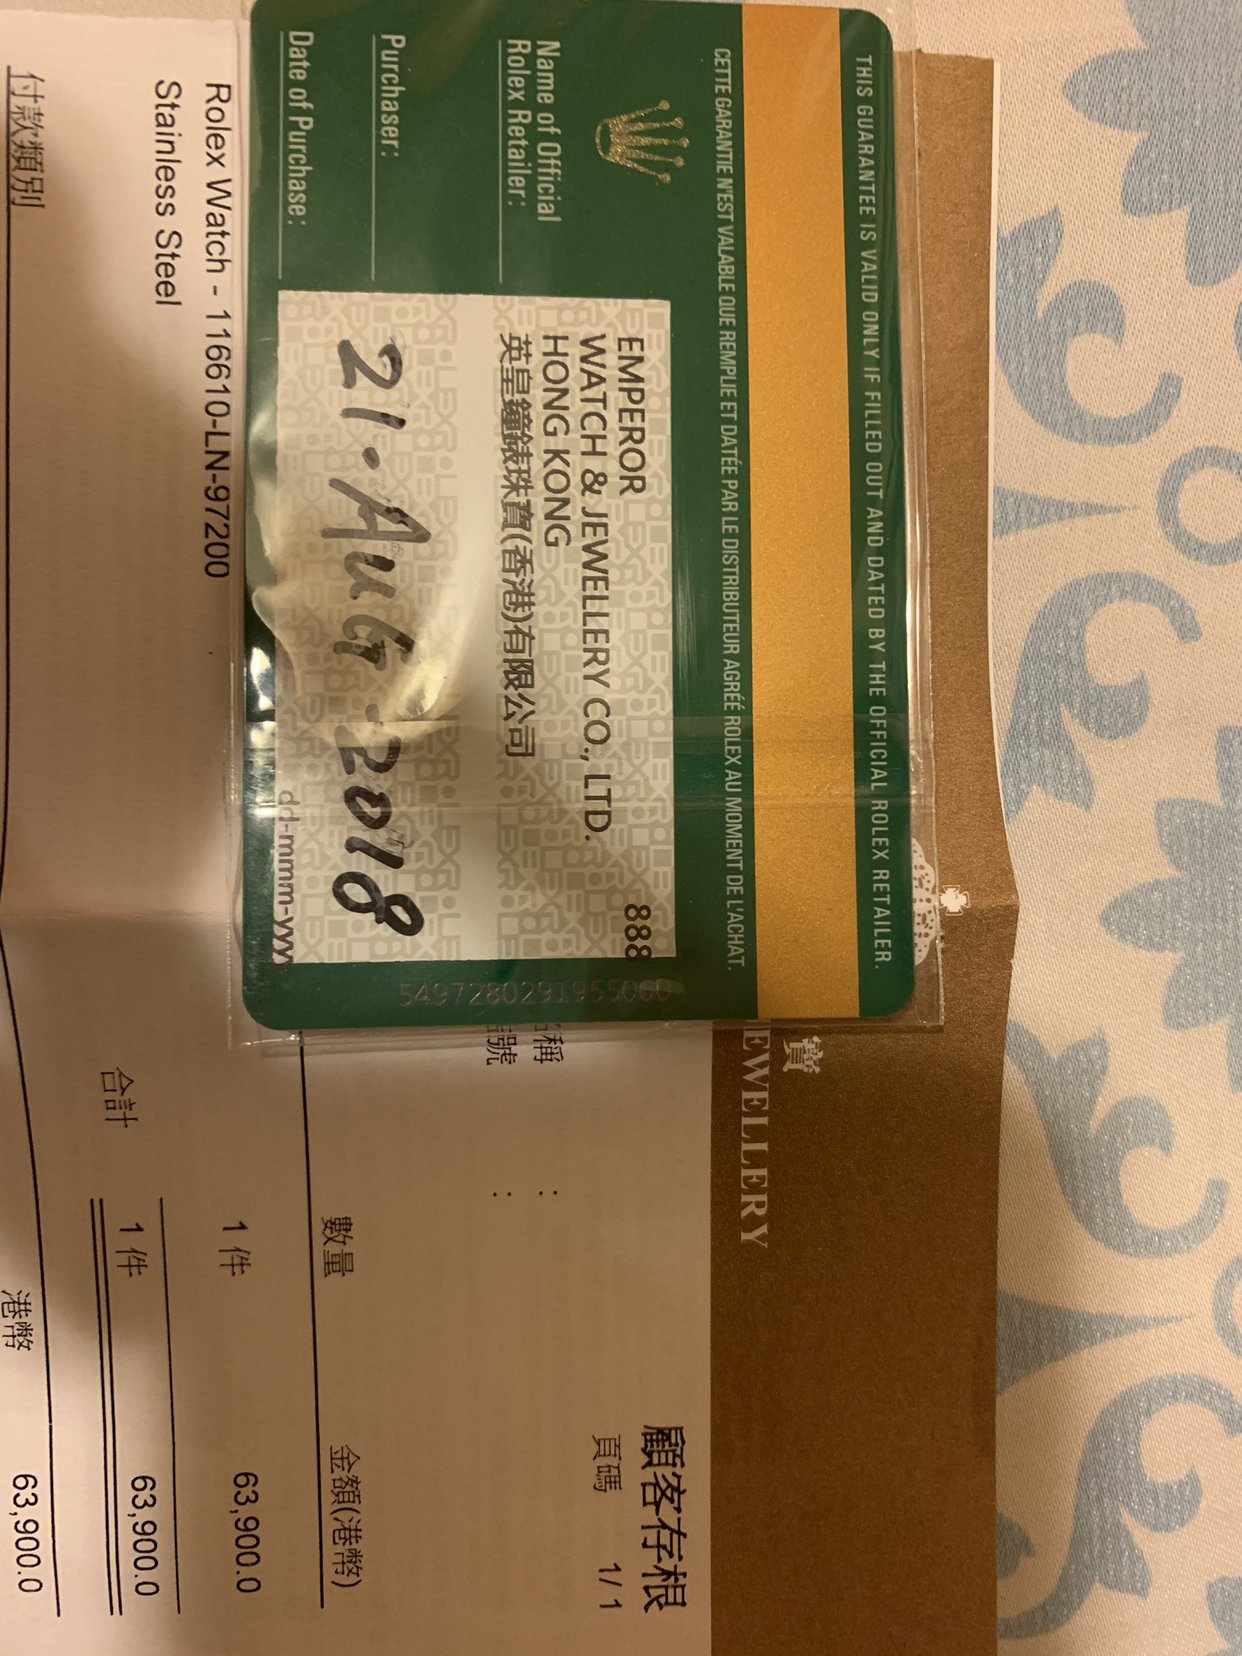 THIS GUARANTEE IS VALID ONLY IF FILLED OUT AND DATED BY THE OFFICIAL ROLEX RETAILER.
CETTE GARANTIE N'EST VALABLE QUE REMPLIE ET DATÉE PAR LE DISTRIBUTEUR AGRÉÉ ROLEX AU MOMENT DE L'ACHAT.
Name of Official
Rolex Retailer:
EMPEROR 888
WATCH & JEWELLERY CO., LTD.
HONG KONG
英皇鐘錶珠寶(香港)有限公司
Purchaser:
Date of Purchase:
21·AUG 2018
dd-mmm-yyyy
5497280291955000
寶
EWELLERY
顧客存根
頁碼 1/1
稱 :
號 :
數量 金額(港幣)
Rolex Watch - 116610-LN-97200 1 件 63,900.0
Stainless Steel
合計 1 件 63,900.0
付款類別 港幣 63,900.0